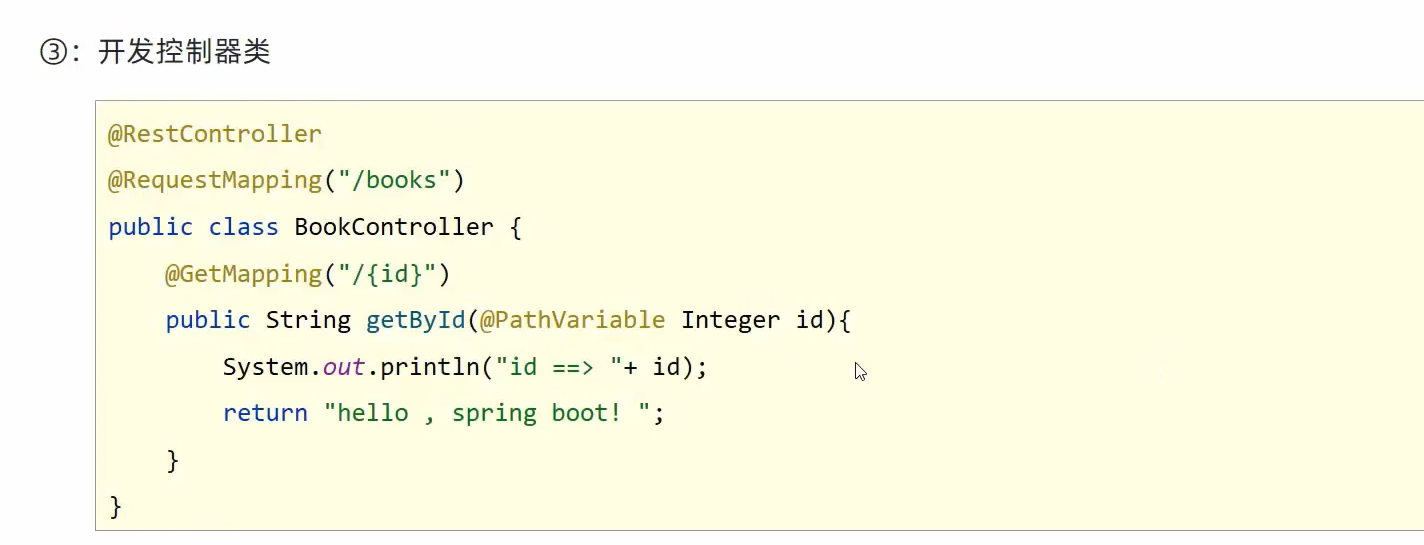 ③：开发控制器类
@RestController
@RequestMapping("/books")
public class BookController {
    @GetMapping("/{id}")
    public String getById(@PathVariable Integer id){
        System.out.println("id ==> "+ id);
        return "hello , spring boot! ";
    }
}